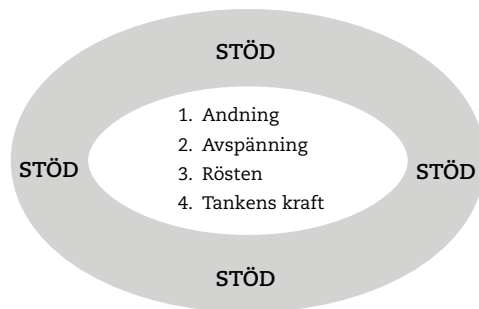 STÖD
1. Andning
2. Avspänning
STÖD
3. Rösten
STÖD
4. Tankens kraft
STÖD